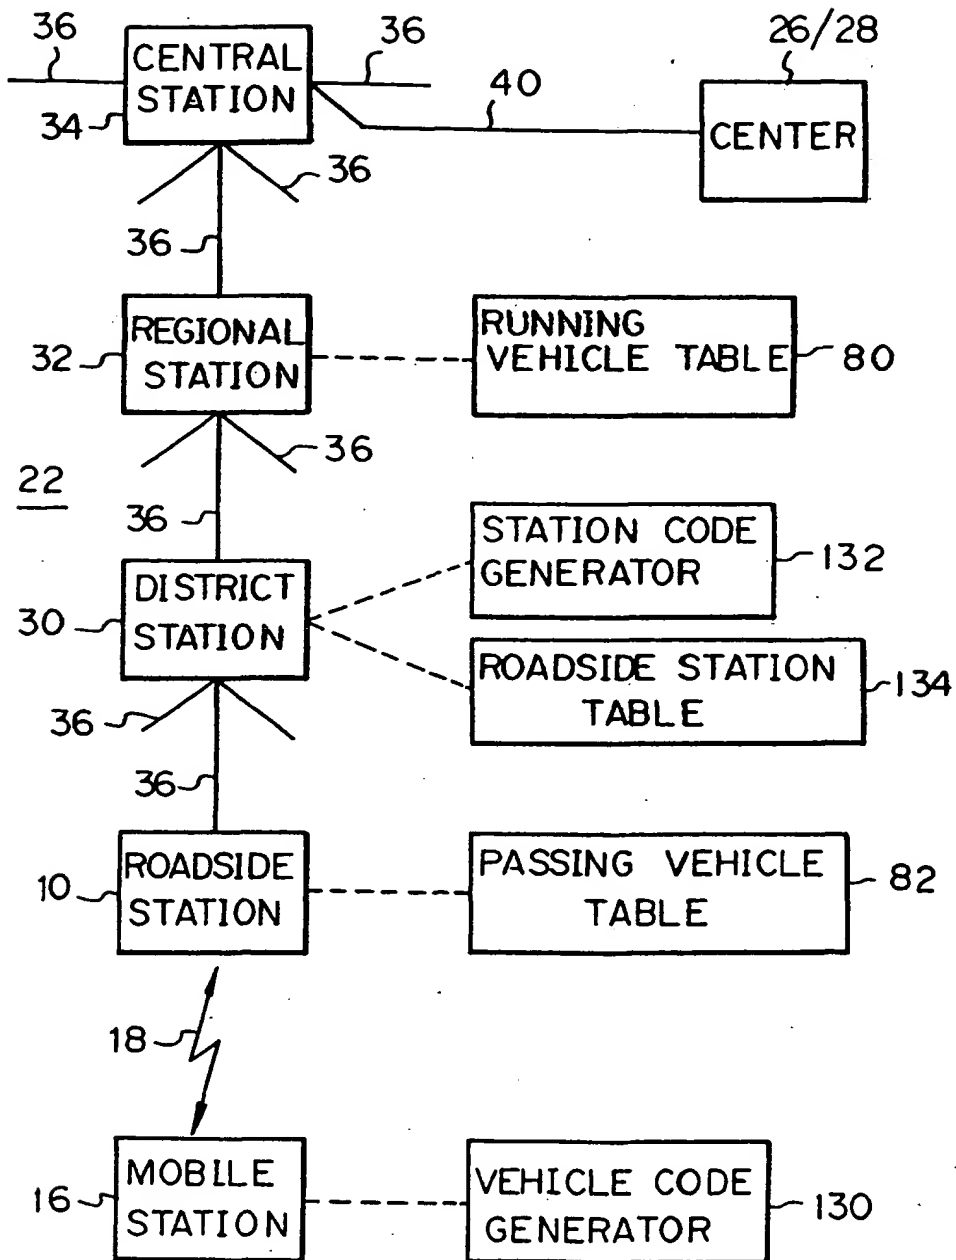 36
CENTRAL
STATION
34
36
40
26/28
CENTER
36
36
REGIONAL
STATION
32
RUNNING
VEHICLE TABLE
80
36
22
36
DISTRICT
STATION
30
STATION CODE
GENERATOR
132
ROADSIDE STATION
TABLE
134
36
36
ROADSIDE
STATION
10
PASSING VEHICLE
TABLE
82
18
MOBILE
STATION
16
VEHICLE CODE
GENERATOR
130